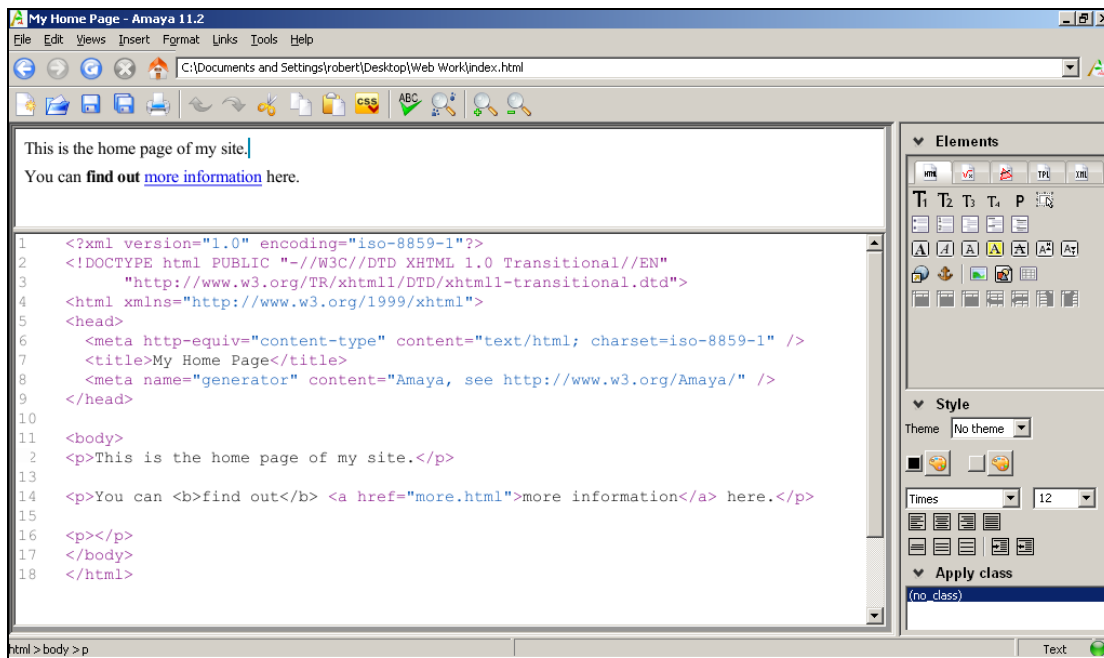 My Home Page - Amaya 11.2
File Edit Views Insert Format Links Tools Help
C:\Documents and Settings\robert\Desktop\Web Work\index.html
CSS ABC
This is the home page of my site.
You can find out more information here.
1 <?xml version="1.0" encoding="iso-8859-1"?>
2 <!DOCTYPE html PUBLIC "-//W3C//DTD XHTML 1.0 Transitional//EN"
3 "http://www.w3.org/TR/xhtml1/DTD/xhtml1-transitional.dtd">
4 <html xmlns="http://www.w3.org/1999/xhtml">
5 <head>
6 <meta http-equiv="content-type" content="text/html; charset=iso-8859-1" />
7 <title>My Home Page</title>
8 <meta name="generator" content="Amaya, see http://www.w3.org/Amaya/" />
9 </head>
10
11 <body>
2 <p>This is the home page of my site.</p>
13
14 <p>You can <b>find out</b> <a href="more.html">more information</a> here.</p>
15
16 <p></p>
17 </body>
18 </html>
Elements
HTML TPL XML
T1 T2 T3 T4 P
A A A A A A A
Style
Theme No theme
Times 12
Apply class
(no_class)
html > body > p Text